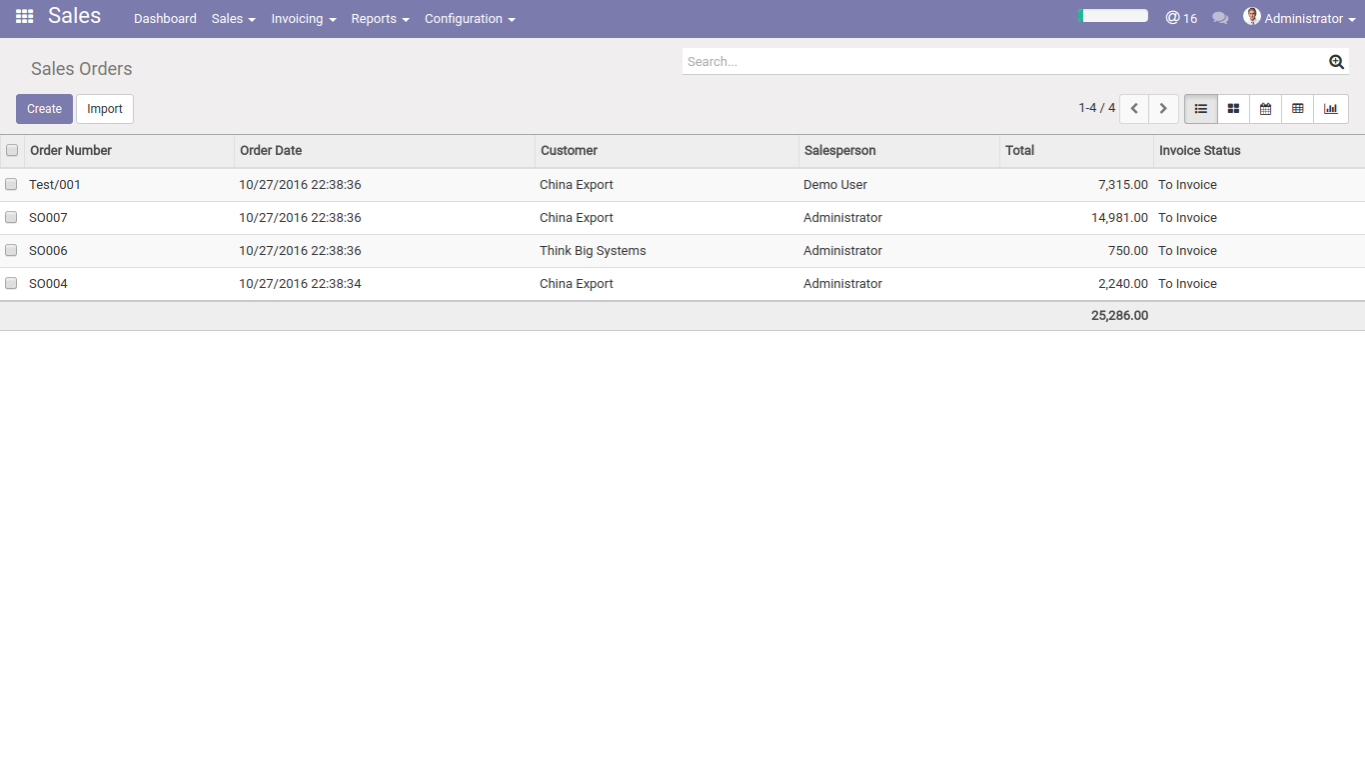 Sales Dashboard Sales Invoicing Reports Configuration @ 16 Administrator
Sales Orders Search...
Create Import 1-4 / 4
Order Number Order Date Customer Salesperson Total Invoice Status
Test/001 10/27/2016 22:38:36 China Export Demo User 7,315.00 To Invoice
SO007 10/27/2016 22:38:36 China Export Administrator 14,981.00 To Invoice
SO006 10/27/2016 22:38:36 Think Big Systems Administrator 750.00 To Invoice
SO004 10/27/2016 22:38:34 China Export Administrator 2,240.00 To Invoice
25,286.00